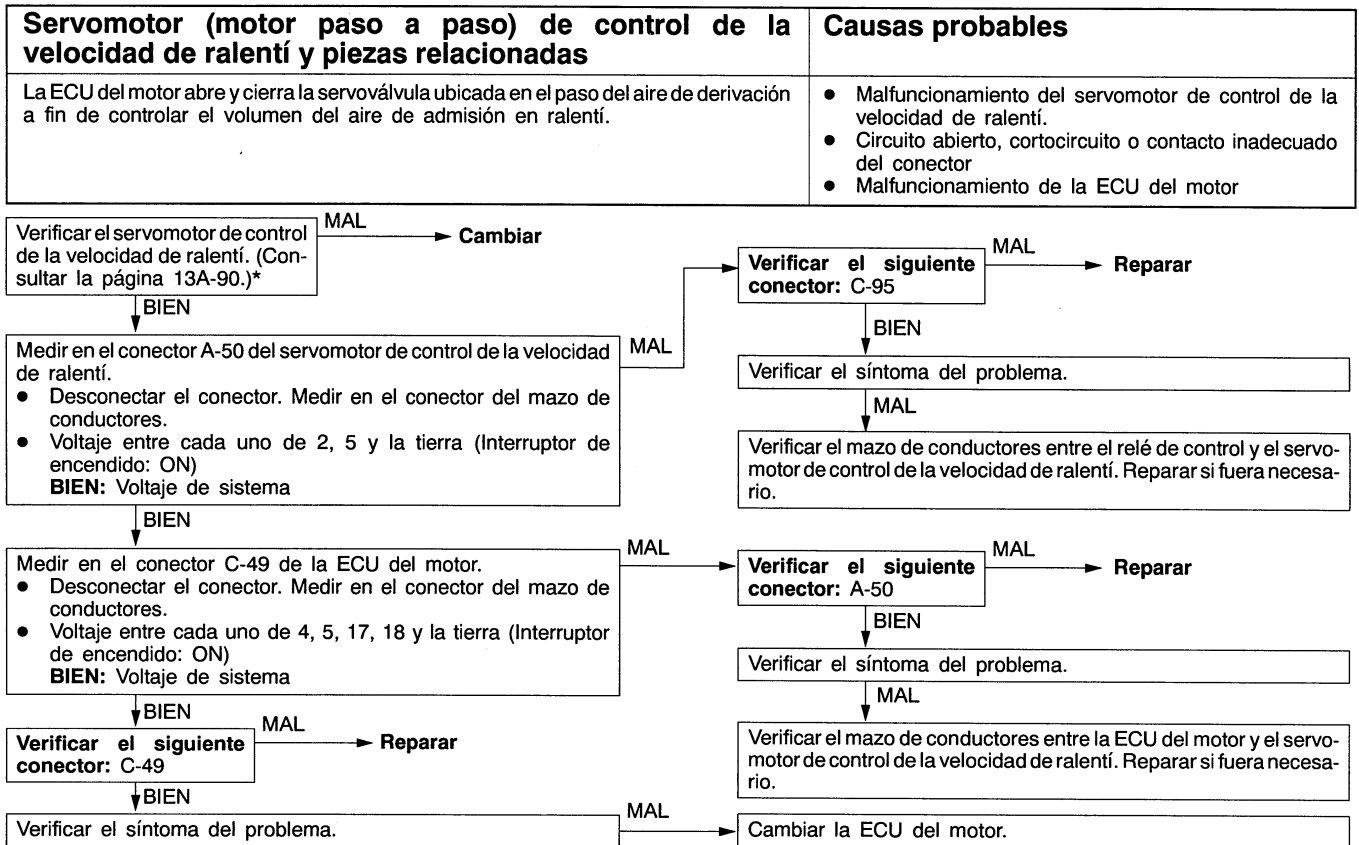 Servomotor (motor paso a paso) de control de la
velocidad de ralentí y piezas relacionadas
Causas probables
La ECU del motor abre y cierra la servoválvula ubicada en el paso del aire de derivación
a fin de controlar el volumen del aire de admisión en ralentí.
● Malfuncionamiento del servomotor de control de la
velocidad de ralentí.
● Circuito abierto, cortocircuito o contacto inadecuado
del conector
● Malfuncionamiento de la ECU del motor
Verificar el servomotor de control
de la velocidad de ralentí. (Con-
sultar la página 13A-90.)*
MAL
Cambiar
BIEN
Medir en el conector A-50 del servomotor de control de la velocidad
de ralentí.
● Desconectar el conector. Medir en el conector del mazo de
conductores.
● Voltaje entre cada uno de 2, 5 y la tierra (Interruptor de
encendido: ON)
BIEN: Voltaje de sistema
MAL
Verificar el siguiente
conector: C-95
MAL
Reparar
BIEN
Verificar el síntoma del problema.
MAL
Verificar el mazo de conductores entre el relé de control y el servo-
motor de control de la velocidad de ralentí. Reparar si fuera necesa-
rio.
BIEN
Medir en el conector C-49 de la ECU del motor.
● Desconectar el conector. Medir en el conector del mazo de
conductores.
● Voltaje entre cada uno de 4, 5, 17, 18 y la tierra (Interruptor
de encendido: ON)
BIEN: Voltaje de sistema
MAL
Verificar el siguiente
conector: A-50
MAL
Reparar
BIEN
Verificar el síntoma del problema.
MAL
Verificar el mazo de conductores entre la ECU del motor y el servo-
motor de control de la velocidad de ralentí. Reparar si fuera necesa-
rio.
BIEN
Verificar el siguiente
conector: C-49
MAL
Reparar
BIEN
Verificar el síntoma del problema.
MAL
Cambiar la ECU del motor.